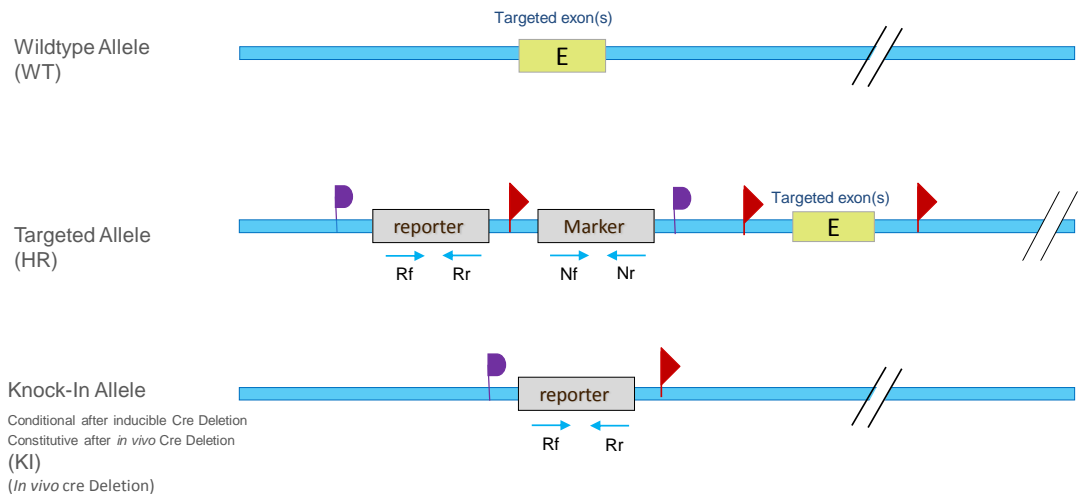 Targeted exon(s)
Wildtype Allele
(WT)
E
Targeted exon(s)
Targeted Allele
(HR)
reporter
Marker
E
Rf
Rr
Nf
Nr
Knock-In Allele
Conditional after inducible Cre Deletion
Constitutive after in vivo Cre Deletion
(KI)
(In vivo cre Deletion)
reporter
Rf
Rr